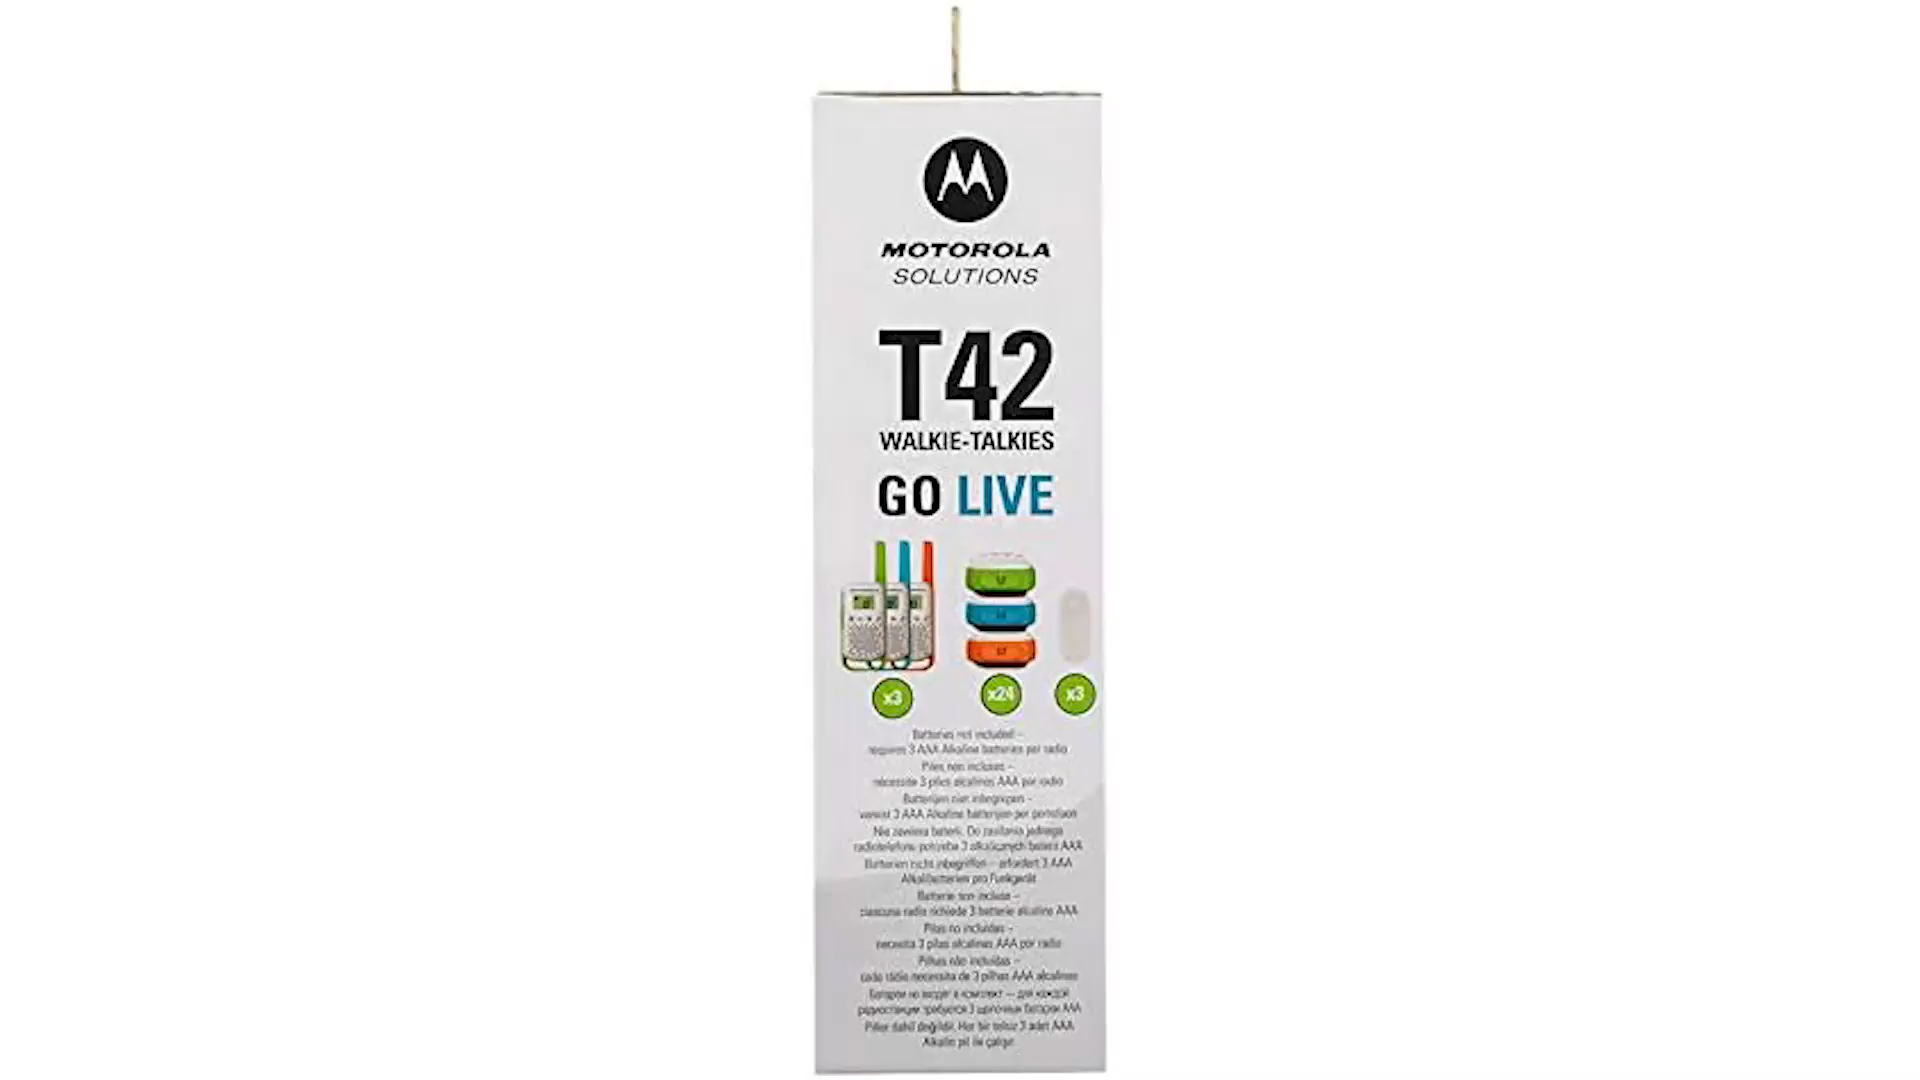 MOTOROLA
SOLUTIONS
T42
WALKIE-TALKIES
GO LIVE
x3 x24 x3
Batteries not included –
requires 3 AAA Alkaline batteries per radio
Piles non incluses –
nécessite 3 piles alcalines AAA par radio
Batterijen niet inbegrepen -
vereist 3 AAA Alkaline batterijen per portofoon
Nie zawiera baterii. Do zasilania jednego
radiotelefonu potrzeba 3 alkalicznych baterii AAA
Batterien nicht inbegriffen – erfordert 3 AAA
Alkalibatterien pro Funkgerät
Batterie non incluse –
ciascuna radio richiede 3 batterie alcaline AAA
Pilas no incluidas –
necesita 3 pilas alcalinas AAA por radio
Pilhas não incluídas –
cada rádio necessita de 3 pilhas AAA alcalinas
Батареи не входят в комплект — для каждой
радиостанции требуется 3 щелочные батареи AAA
Piller dahil değildir. Her bir telsiz 3 adet AAA
Alkalin pil ile çalışır